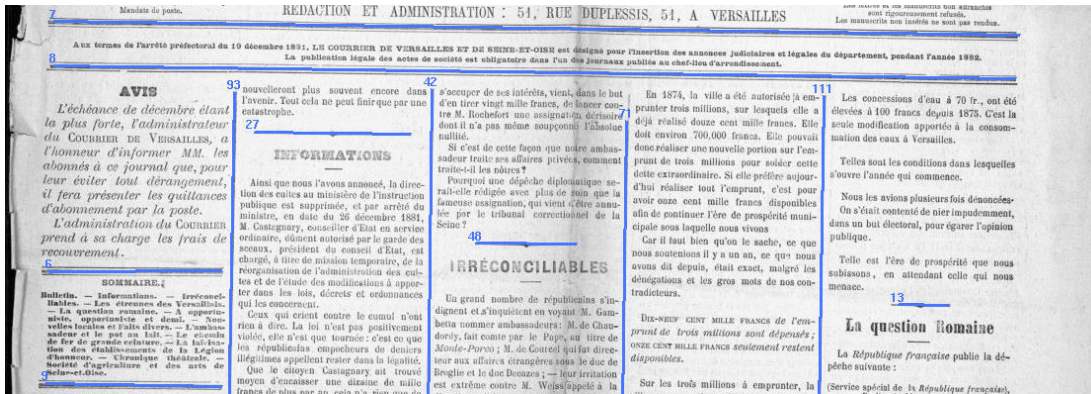 Mandats de poste.
RÉDACTION ET ADMINISTRATION : 51, RUE DUPLESSIS, 51, A VERSAILLES
Les lettres et les manuscrits non affranchis
sont rigoureusement refusés.
Les manuscrits non insérés ne sont pas rendus.
7
Aux termes de l'arrêté préfectoral du 19 décembre 1881, LE COURRIER DE VERSAILLES ET DE SEINE-ET-OISE est désigné pour l'insertion des annonces judiciaires et légales du département, pendant l'année 1882.
La publication légale des actes de société est obligatoire dans l'un des journaux publiés au chef-lieu d'arrondissement.
8
AVIS
L'échéance de décembre étant
la plus forte, l'administrateur
du COURRIER DE VERSAILLES, a
l'honneur d'informer MM. les
abonnés à ce journal que, pour
leur éviter tout dérangement,
il fera présenter les quittances
d'abonnement par la poste.
L'administration du COURRIER
prend à sa charge les frais de
recouvrement.
6
SOMMAIRE.
Bulletin. — Informations. — Irréconci-
liables. — Les étrennes des Versaillais.
— La question romaine. — A opportu-
niste, opportuniste et demi. — Nou-
velles locales et Faits divers. — L'ambas-
sadeur et le pot au lait. — Le chemin
de fer de grande ceinture. — La laïcisa-
tion des établissements de la Légion
d'honneur. — Chronique théâtrale. —
Société d'agriculture et des arts de
Seine-et-Oise.
9
93
nouvelleront plus souvent encore dans
l'avenir. Tout cela ne peut finir que par une
catastrophe.
27
INFORMATIONS
Ainsi que nous l'avons annoncé, la direc-
tion des cultes au ministère de l'instruction
publique est supprimée, et par arrêté du
ministre, en date du 26 décembre 1881,
M. Castagnary, conseiller d'Etat en service
ordinaire, dûment autorisé par le garde des
sceaux, président du conseil d'Etat, est
chargé, à titre de mission temporaire, de la
réorganisation de l'administration des cul-
tes et de l'étude des modifications à appor-
ter dans les lois, décrets et ordonnances
qui les concernent.
Ceux qui crient contre le cumul n'ont
rien à dire. La loi n'est pas positivement
violée, elle n'est que tournée : c'est ce que
les républicains empocheurs de deniers
illégitimes appellent rester dans la légalité.
Que le citoyen Castagnary ait trouvé
moyen d'encaisser une dizaine de mille
francs de plus par an, cela n'a rien que de
42
s'occuper de ses intérêts, vient, dans le but
d'en tirer vingt mille francs, de lancer con-
tre M. Rochefort une assignation dérisoire
dont il n'a pas même soupçonné l'absolue
nullité.
Si c'est de cette façon que notre ambas-
sadeur traite ses affaires privées, comment
traite-t-il les nôtres ?
Pourquoi une dépêche diplomatique se-
rait-elle rédigée avec plus de soin que la
fameuse assignation, qui vient d'être annu-
lée par le tribunal correctionnel de la
Seine ?
48
IRRÉCONCILIABLES
Un grand nombre de républicains s'in-
dignent et s'inquiètent en voyant M. Gam-
betta nommer ambassadeurs: M. de Chau-
dordy, fait comte par le Pape, au titre de
Monte-Porvo ; M. de Courcel qui fut direc-
teur aux affaires étrangères sous le duc de
Broglie et le duc Decazes ; — leur irritation
est extrême contre M. Weiss appelé à la
71
En 1874, la ville a été autorisée à em-
prunter trois millions, sur lesquels elle a
déjà réalisé douze cent mille francs. Elle
doit environ 700,000 francs. Elle pouvait
donc réaliser une nouvelle portion sur l'em-
prunt de trois millions pour solder cette
dette extraordinaire. Si elle préfère aujour-
d'hui réaliser tout l'emprunt, c'est pour
avoir onze cent mille francs disponibles
afin de continuer l'ère de prospérité muni-
cipale sous laquelle nous vivons
Car il faut bien qu'on le sache, ce que
nous soutenions il y a un an, ce que nous
avons dit depuis, était exact, malgré les
dénégations et les gros mots de nos con-
tradicteurs.
DIX-NEUF CENT MILLE FRANCS de l'em-
prunt de trois millions sont dépensés ;
ONZE CENT MILLE FRANCS seulement restent
disponibles.
Sur les trois millions à emprunter, la
111
Les concessions d'eau à 70 fr., ont été
élevées à 100 francs depuis 1875. C'est la
seule modification apportée à la consom-
mation des eaux à Versailles.
Telles sont les conditions dans lesquelles
s'ouvre l'année qui commence.
Nous les avions plusieurs fois dénoncées.
On s'était contenté de nier impudemment,
dans un but électoral, pour égarer l'opinion
publique.
Telle est l'ère de prospérité que nous
subissons, en attendant celle qui nous
menace.
13
La question Romaine
La République française publie la dé-
pêche suivante :
(Service spécial de la République française).